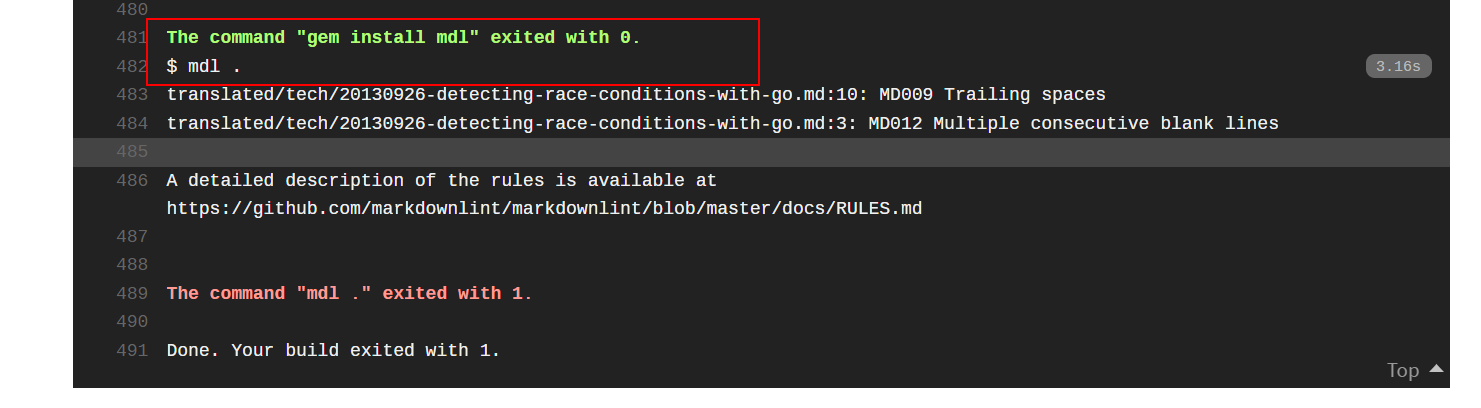 480
481 The command "gem install mdl" exited with 0.
482 $ mdl . 3.16s
483 translated/tech/20130926-detecting-race-conditions-with-go.md:10: MD009 Trailing spaces
484 translated/tech/20130926-detecting-race-conditions-with-go.md:3: MD012 Multiple consecutive blank lines
485
486 A detailed description of the rules is available at
https://github.com/markdownlint/markdownlint/blob/master/docs/RULES.md
487
488
489 The command "mdl ." exited with 1.
490
491 Done. Your build exited with 1.
Top